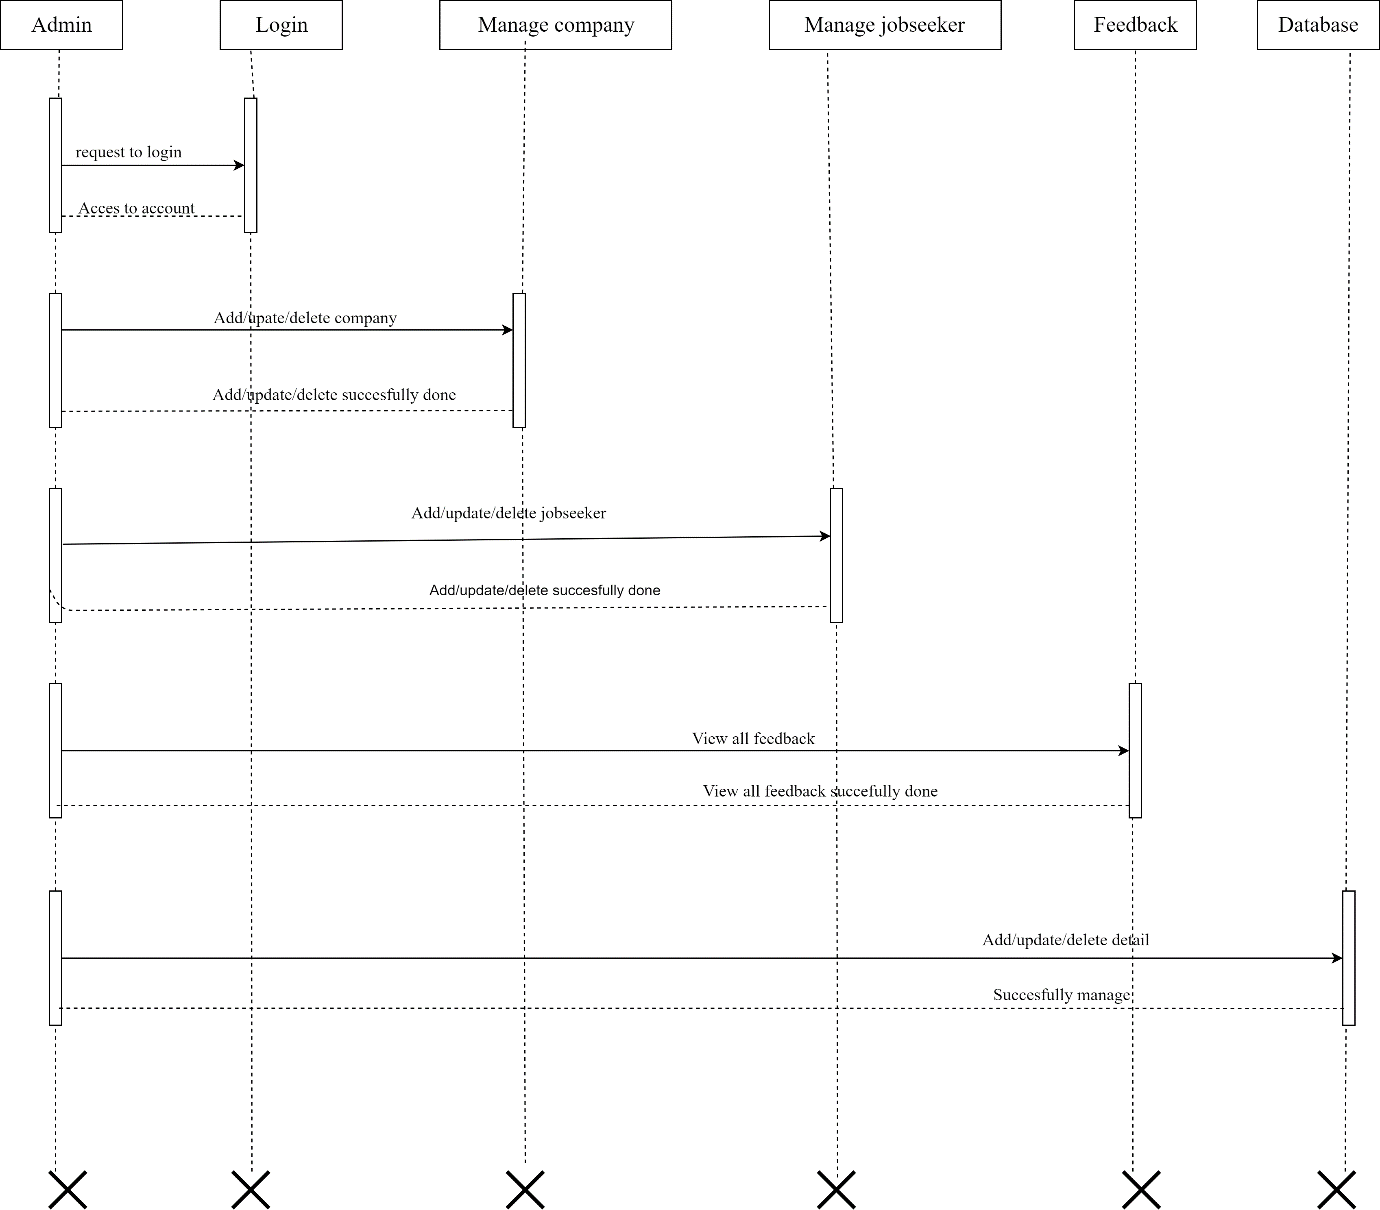 Admin
Login
Manage company
Manage jobseeker
Feedback
Database
request to login
Acces to account
Add/upate/delete company
Add/update/delete succesfully done
Add/update/delete jobseeker
Add/update/delete succesfully done
View all feedback
View all feedback succefully done
Add/update/delete detail
Succesfully manage